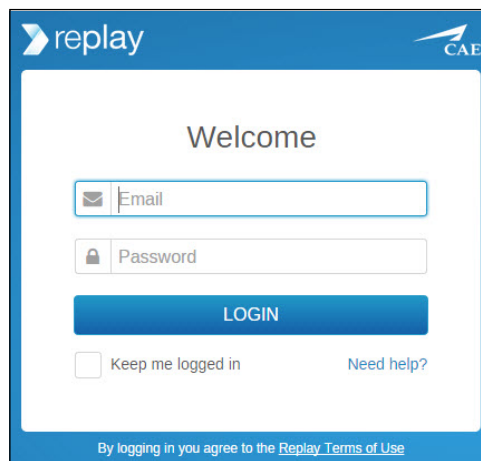 replay
CAE
Welcome
Email
Password
LOGIN
Keep me logged in Need help?
By logging in you agree to the Replay Terms of Use